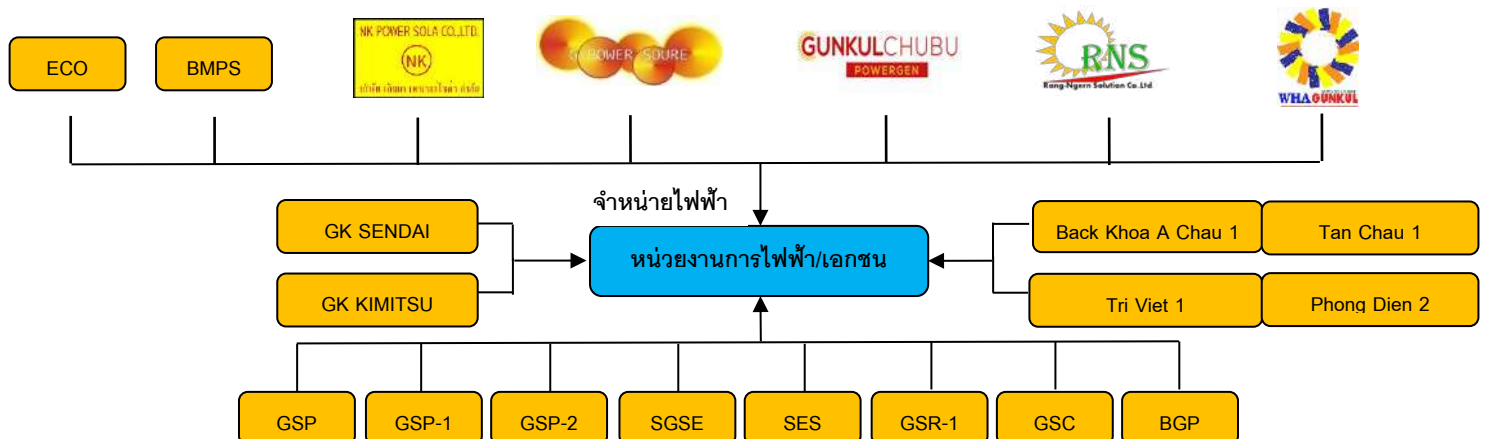 ECO
BMPS
NK POWER SOLA CO.,LTD.
NK
G POWER SOURE
GUNKULCHUBU
POWERGEN
RNS
Rang-Ngern Solution Co.Ltd.
WHAGUNKUL
จำหน่ายไฟฟ้า
GK SENDAI
หน่วยงานการไฟฟ้า/เอกชน
Back Khoa A Chau 1
Tan Chau 1
GK KIMITSU
Tri Viet 1
Phong Dien 2
GSP
GSP-1
GSP-2
SGSE
SES
GSR-1
GSC
BGP